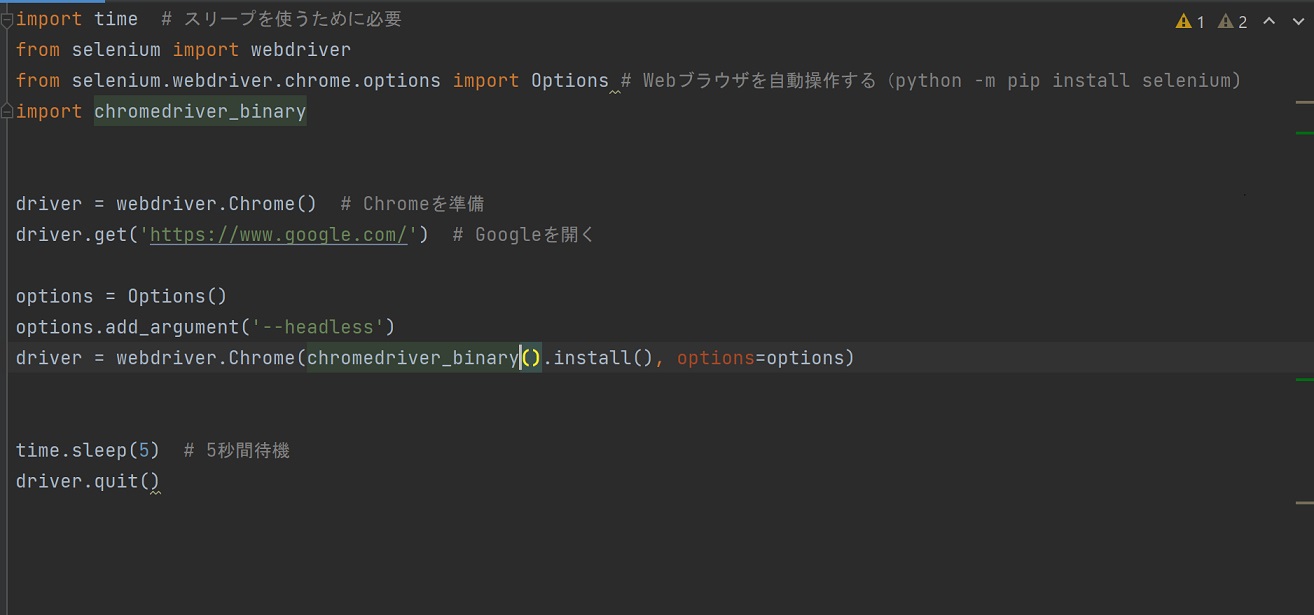 import time  # スリープを使うために必要
from selenium import webdriver
from selenium.webdriver.chrome.options import Options # Webブラウザを自動操作する（python -m pip install selenium)
import chromedriver_binary
driver = webdriver.Chrome()  # Chromeを準備
driver.get('https://www.google.com/')  # Googleを開く
options = Options()
options.add_argument('--headless')
driver = webdriver.Chrome(chromedriver_binary().install(), options=options)
time.sleep(5)  # 5秒間待機
driver.quit()
1 2